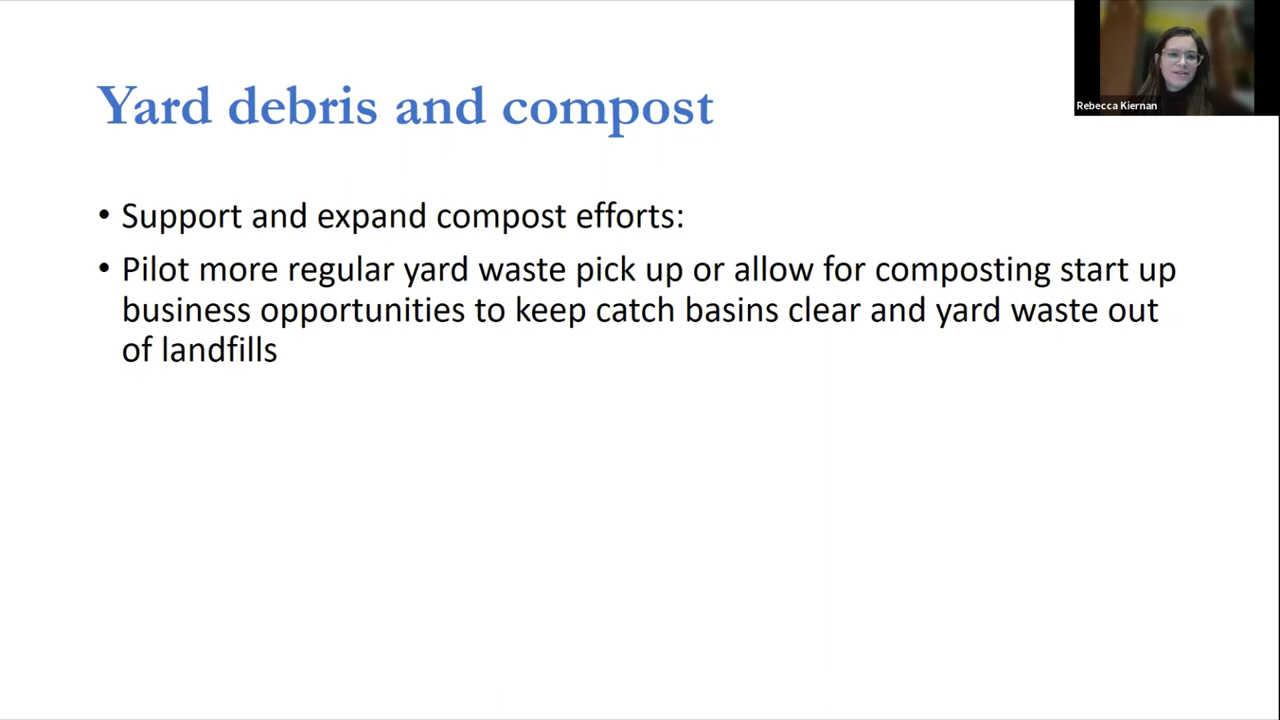 Yard debris and compost
Rebecca Kiernan
• Support and expand compost efforts:
• Pilot more regular yard waste pick up or allow for composting start up
business opportunities to keep catch basins clear and yard waste out
of landfills